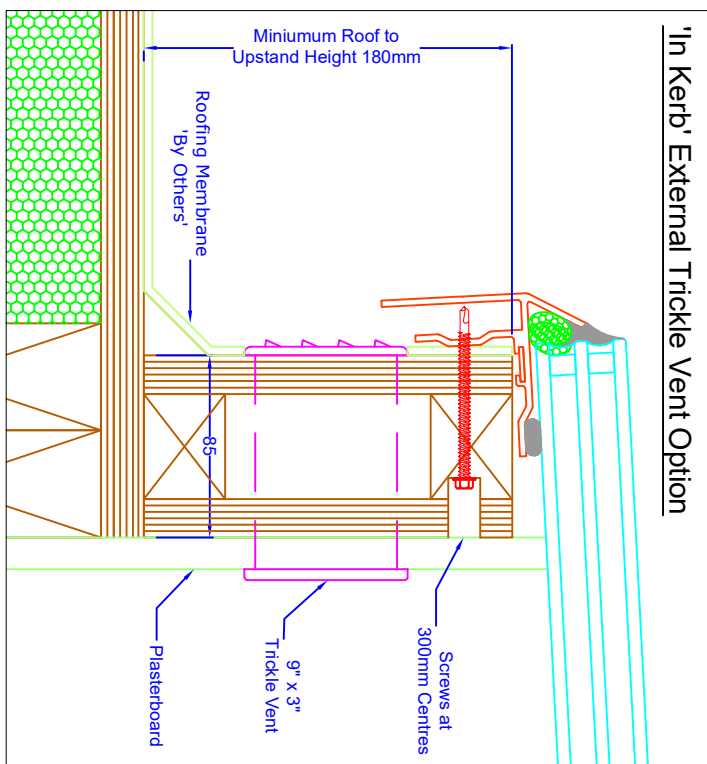 'In Kerb' External Trickle Vent Option
Miniumum Roof to
Upstand Height 180mm
Roofing Membrane
'By Others'
85
Screws at
300mm Centres
9" x 3"
Trickle Vent
Plasterboard